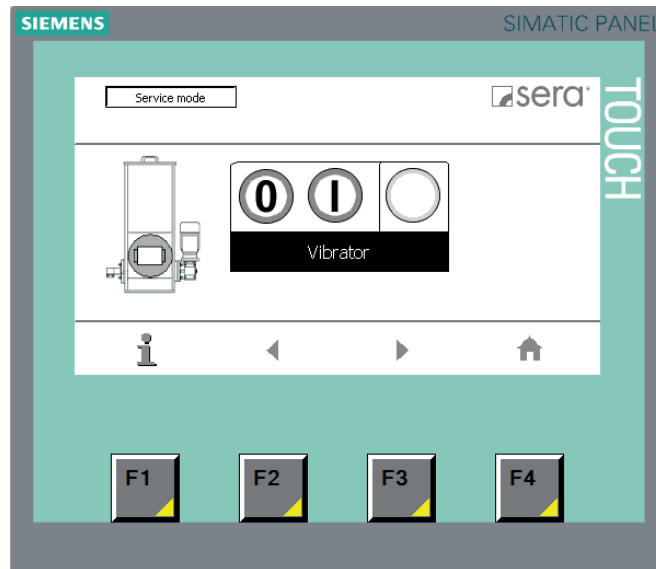 SIEMENS
SIMATIC PANEL
TOUCH
Service mode
sera
0 I
Vibrator
i
F1 F2 F3 F4